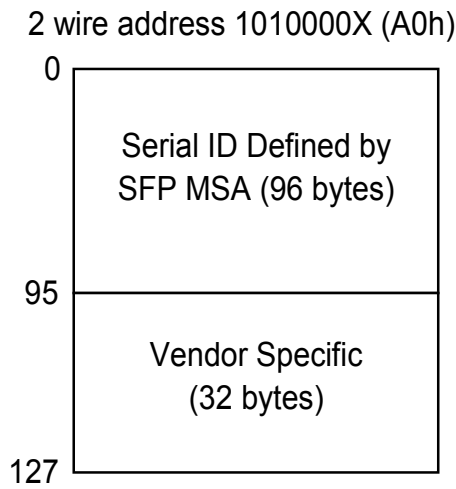 2 wire address 1010000X (A0h)
0
Serial ID Defined by
SFP MSA (96 bytes)
95
Vendor Specific
(32 bytes)
127